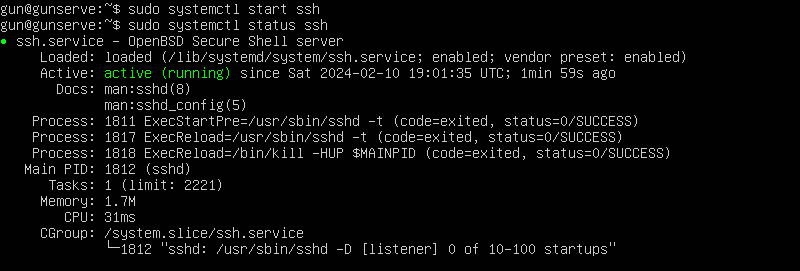 gun@gunserve:~$ sudo systemctl start ssh
gun@gunserve:~$ sudo systemctl status ssh
● ssh.service - OpenBSD Secure Shell server
Loaded: loaded (/lib/systemd/system/ssh.service; enabled; vendor preset: enabled)
Active: active (running) since Sat 2024-02-10 19:01:35 UTC; 1min 59s ago
Docs: man:sshd(8)
man:sshd_config(5)
Process: 1811 ExecStartPre=/usr/sbin/sshd -t (code=exited, status=0/SUCCESS)
Process: 1817 ExecReload=/usr/sbin/sshd -t (code=exited, status=0/SUCCESS)
Process: 1818 ExecReload=/bin/kill -HUP $MAINPID (code=exited, status=0/SUCCESS)
Main PID: 1812 (sshd)
Tasks: 1 (limit: 2221)
Memory: 1.7M
CPU: 31ms
CGroup: /system.slice/ssh.service
└─1812 "sshd: /usr/sbin/sshd -D [listener] 0 of 10-100 startups"